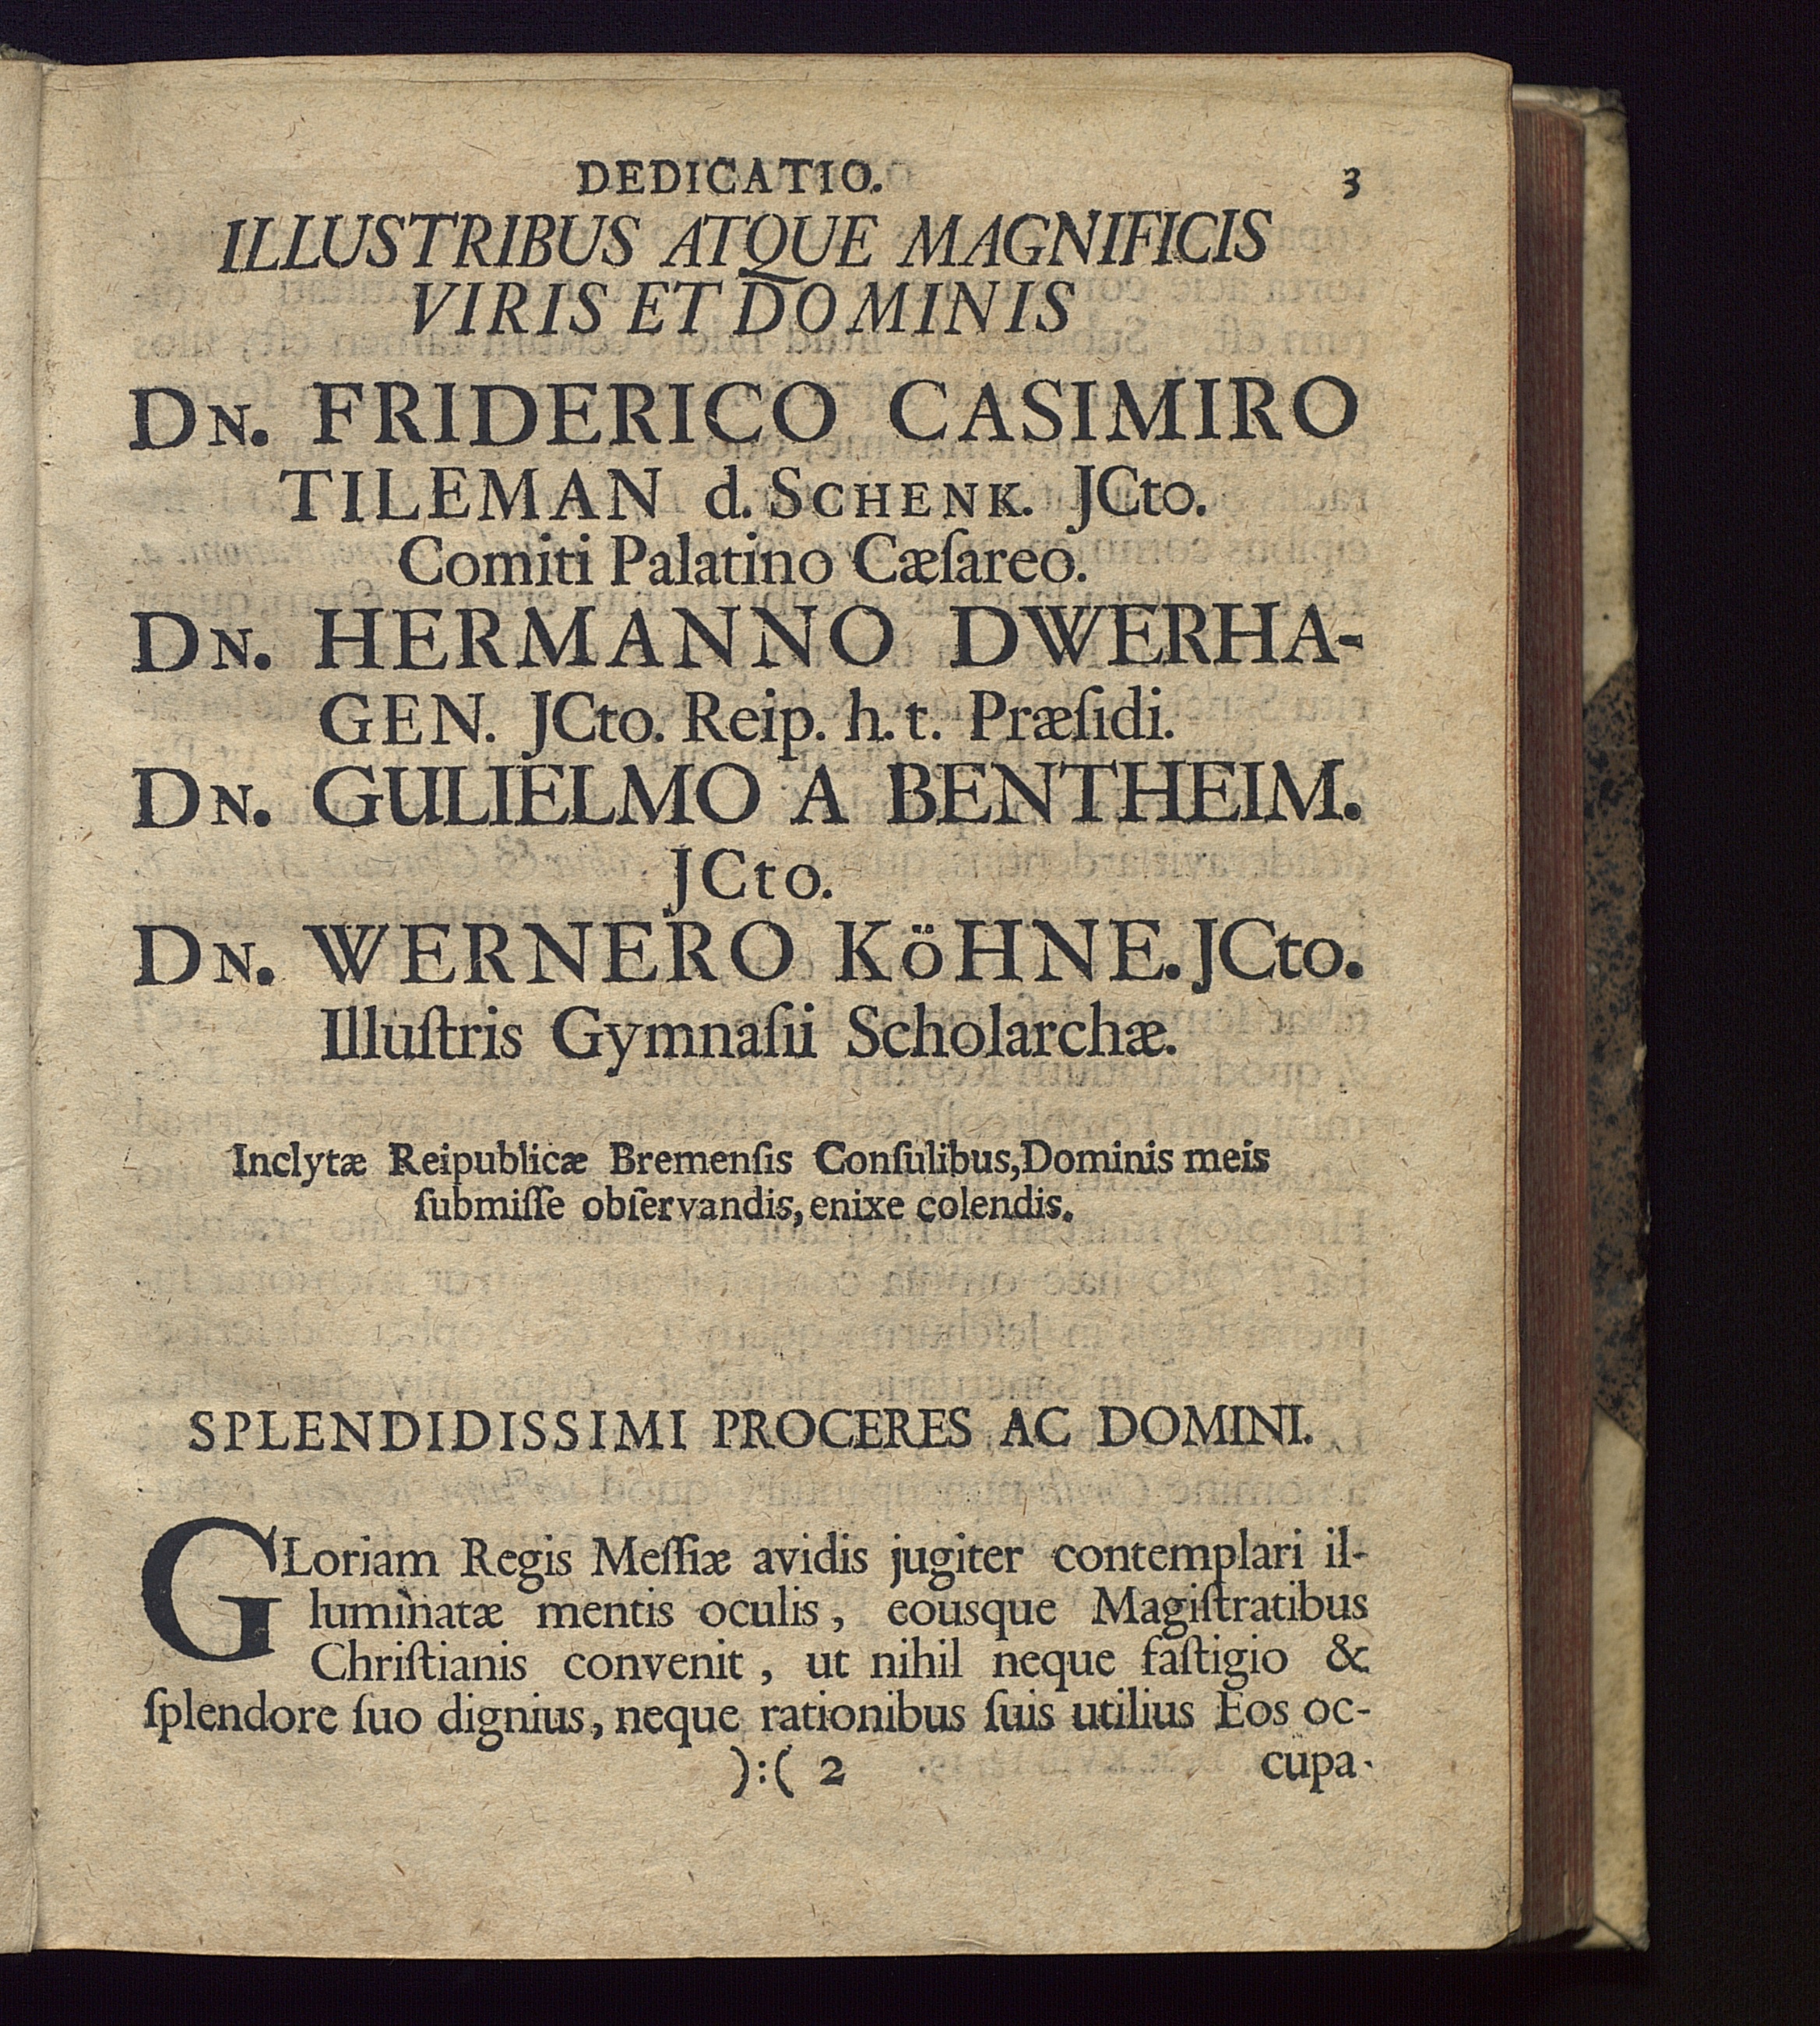 DEDICATIO. 3
ILLUSTRIBUS ATQUE MAGNIFICIS
VIRIS ET DOMINIS
DN. FRIDERICO CASIMIRO
TILEMAN d. SCHENK. JCto.
Comiti Palatino Cæſareo.
DN. HERMANNO DWERHA-
GEN. JCto. Reip. h. t. Præſidi.
DN. GULIELMO A BENTHEIM.
JCto.
DN. WERNERO KöHNE. JCto.
Illuſtris Gymnaſii Scholarchæ.
Inclytæ Reipublicæ Bremenſis Conſulibus, Dominis meis
ſubmiſſe obſervandis, enixe colendis.
SPLENDIDISSIMI PROCERES AC DOMINI.
GLoriam Regis Meſſiæ avidis jugiter contemplari il-
luminatæ mentis oculis, eousque Magiſtratibus
Chriſtianis convenit, ut nihil neque faſtigio &
ſplendore ſuo dignius, neque rationibus ſuis utilius Eos oc-
):( 2 cupa-